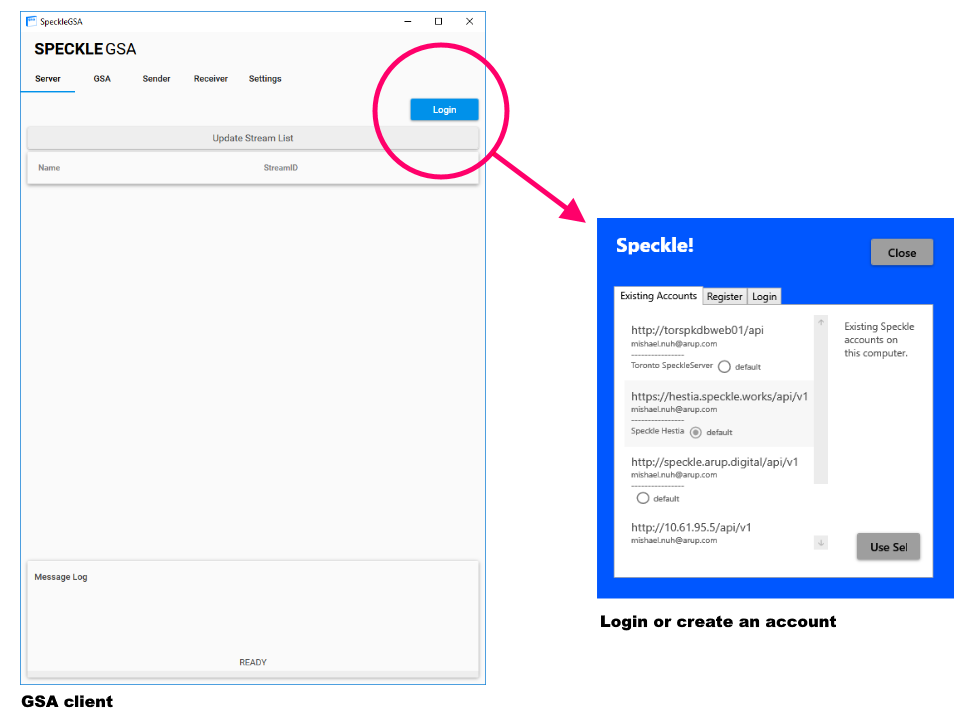 SpeckleGSA
SPECKLE GSA
Server GSA Sender Receiver Settings
Login
Update Stream List
Name StreamID
Message Log
READY
GSA client
Speckle!
Close
Existing Accounts Register Login
http://torspkdbweb01/api
mishael.nuh@arup.com
----------------
Toronto SpeckleServer default
https://hestia.speckle.works/api/v1
mishael.nuh@arup.com
----------------
Speckle Hestia default
http://speckle.arup.digital/api/v1
mishael.nuh@arup.com
----------------
default
http://10.61.95.5/api/v1
mishael.nuh@arup.com
Existing Speckle
accounts on
this computer.
Use Sel
Login or create an account